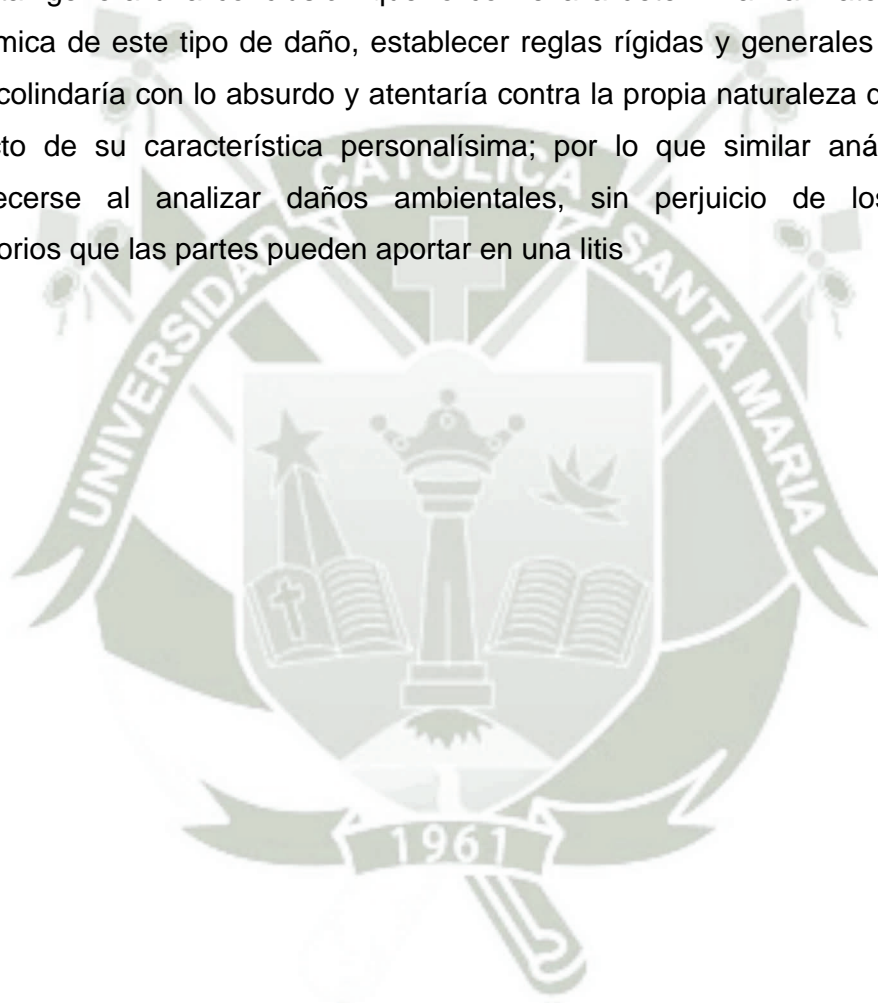 mica de este tipo de daño, establecer reglas rígidas y generales
colindaría con lo absurdo y atentaría contra la propia naturaleza
to de su característica personalísima; por lo que similar
ecerse al analizar daños ambientales, sin perjuicio de los
orios que las partes pueden aportar en una litis
UNIVERSIDAD CATOLICA SANTA MARIA
1961